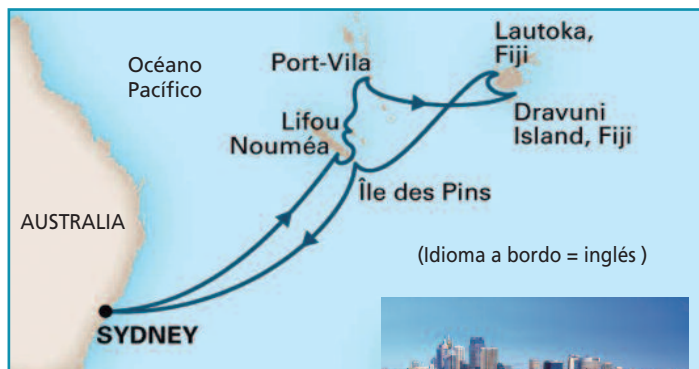 Océano
Pacífico
Port-Vila
Lautoka,
Fiji
Lifou
Nouméa
Dravuni
Island, Fiji
Île des Pins
AUSTRALIA
(Idioma a bordo = inglés )
SYDNEY